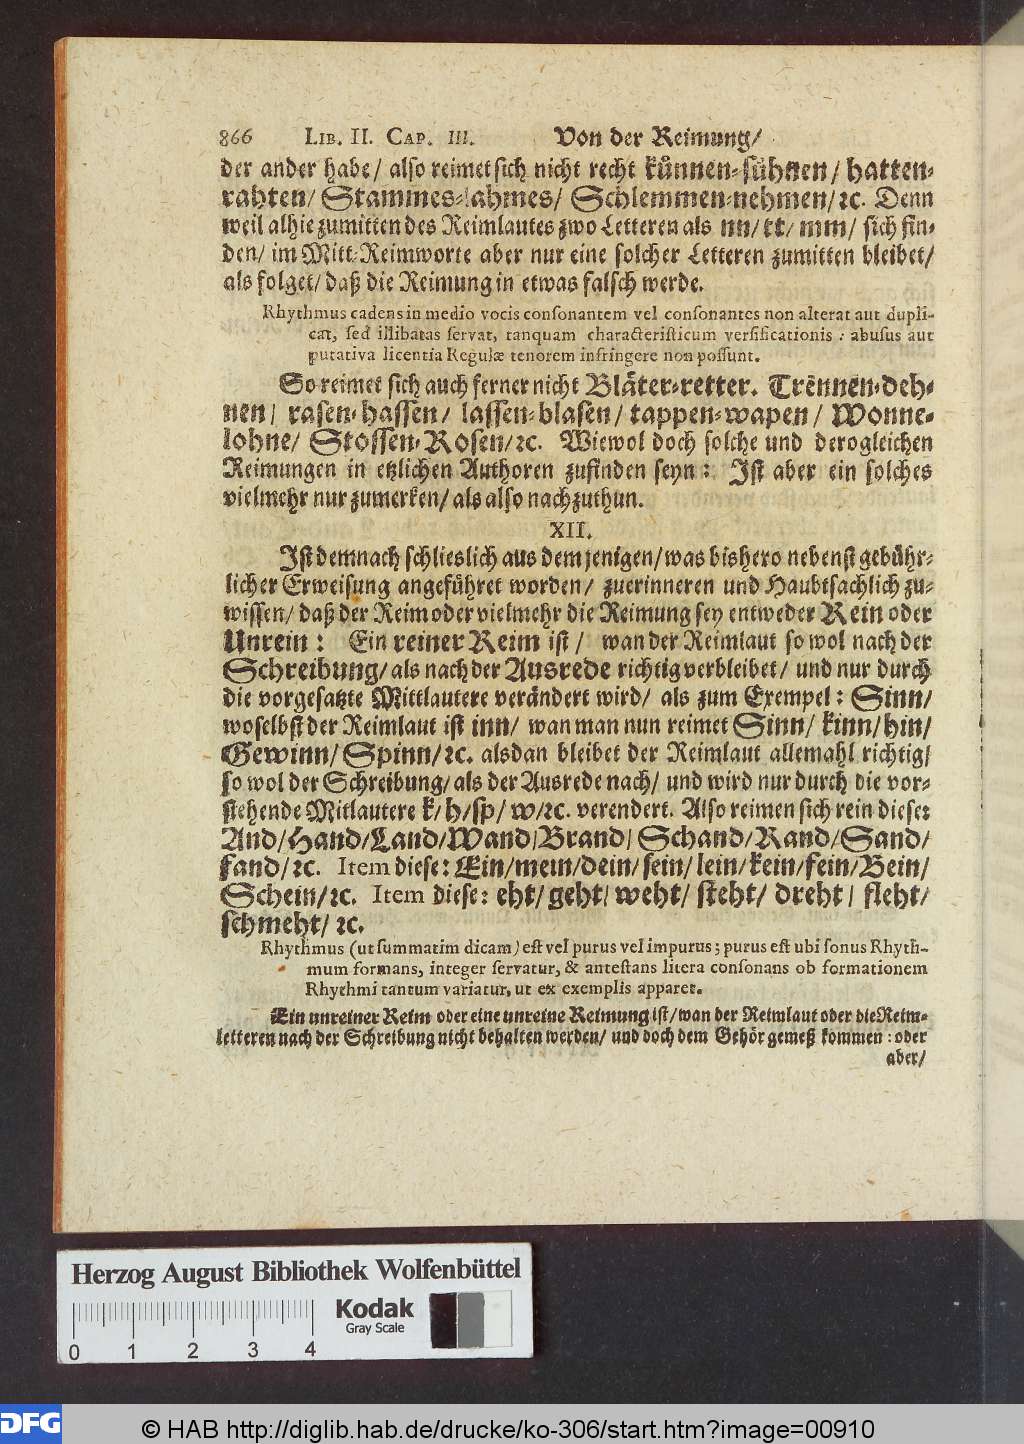 866 LIB. II. CAP. III. Von der Reimung/
der ander habe/ also reimet sich nicht recht kůnnen-sühnen/ hatten-
rahten/ Stammes-lahmes/ Schlemmen-nehmen/ ꝛc. Denn
weil alhie zumitten des Reimlautes zwo Letteren als nn/ tt/ mm/ sich fin-
den/ im Mitt-Reimworte aber nur eine solcher Letteren zumitten bleibet/
als folget/ daß die Reimung in etwas falsch werde.
Rhythmus cadens in medio vocis consonantem vel consonantes non alterat aut dupli-
cat, sed illibatas servat, tanquam characteristicum versificationis: abusus aut
putativa licentia Regulæ tenorem infringere non possunt.
So reimet sich auch ferner nicht Bläter-retter. Trennen-deh-
nen/ rasen-hassen/ lassen-blasen/ tappen-wapen/ Wonne-
lohne/ Stossen-Rosen/ ꝛc. Wiewol doch solche und derogleichen
Reimungen in etzlichen Authoren zufinden seyn: Ist aber ein solches
vielmehr nur zumerken/ als also nachzuthun.
XII.
Ist demnach schlieslich aus dem jenigen/ was bishero nebenst gebühr-
licher Erweisung angeführet worden/ zuerinneren und Haubtsachlich zu-
wissen/ daß der Reim oder vielmehr die Reimung sey entweder Rein oder
Unrein: Ein reiner Reim ist/ wan der Reimlaut so wol nach der
Schreibung/ als nach der Ausrede richtig verbleibet/ und nur durch
die vorgesatzte Mittlautere verändert wird/ als zum Exempel: Sinn/
woselbst der Reimlaut ist inn/ wan man nun reimet Sinn/ kinn/ hin/
Gewinn/ Spinn/ ꝛc. alsdan bleibet der Reimlaut allemahl richtig/
so wol der Schreibung/ als der Ausrede nach/ und wird nur durch die vor-
stehende Mitlautere k/ h/ sp/ w/ ꝛc. verendert. Also reimen sich rein diese:
And/ Hand/ Land/ Wand/ Brand/ Schand/ Rand/ Sand/
fand/ ꝛc. Item diese: Ein/ mein/ dein/ sein/ lein/ kein/ fein/ Bein/
Schein/ ꝛc. Item diese: eht/ geht/ weht/ steht/ dreht/ fleht/
schmeht/ ꝛc.
Rhythmus (ut summatim dicam) est vel purus vel impurus; purus est ubi sonus Rhyth-
mum formans, integer servatur, & antestans litera consonans ob formationem
Rhythmi tantum variatur, ut ex exemplis apparet.
Ein unreiner Reim oder eine unreine Reimung ist/ wan der Reimlaut oder die Reim-
letteren nach der Schreibung nicht behalten werden/ und doch dem Gehör gemeß kommen: oder
aber/
Herzog August Bibliothek Wolfenbüttel
Kodak
Gray Scale
0 1 2 3 4
DFG © HAB http://diglib.hab.de/drucke/ko-306/start.htm?image=00910